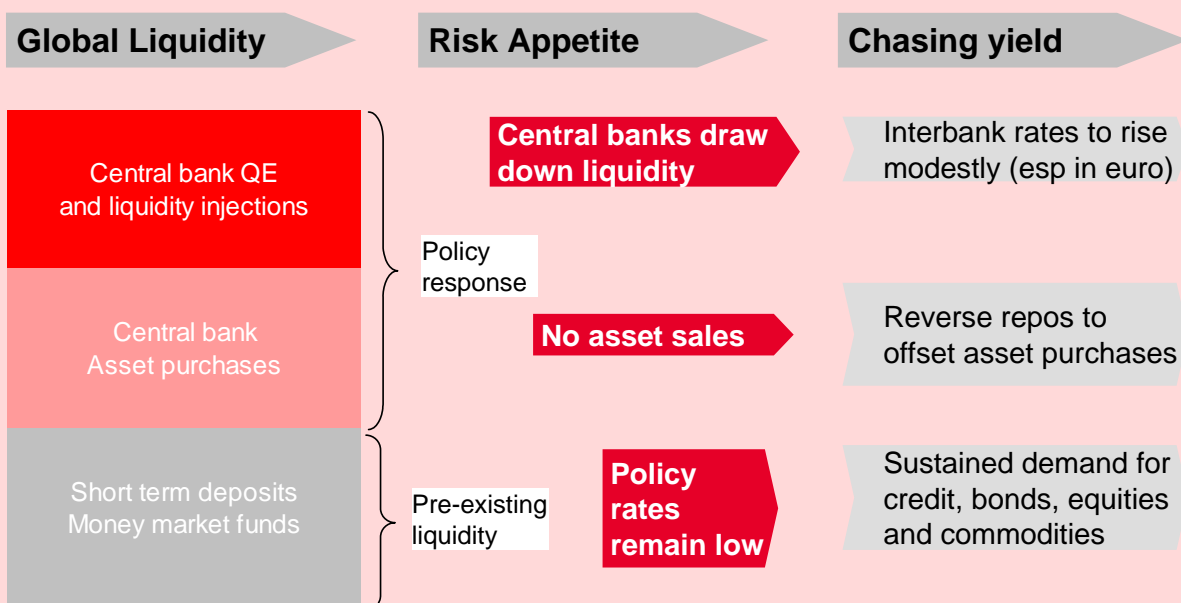 Global Liquidity
Risk Appetite
Chasing yield
Central bank QE
and liquidity injections
Central bank
Asset purchases
Short term deposits
Money market funds
Policy
response
Pre-existing
liquidity
Central banks draw
down liquidity
No asset sales
Policy
rates
remain low
Interbank rates to rise
modestly (esp in euro)
Reverse repos to
offset asset purchases
Sustained demand for
credit, bonds, equities
and commodities